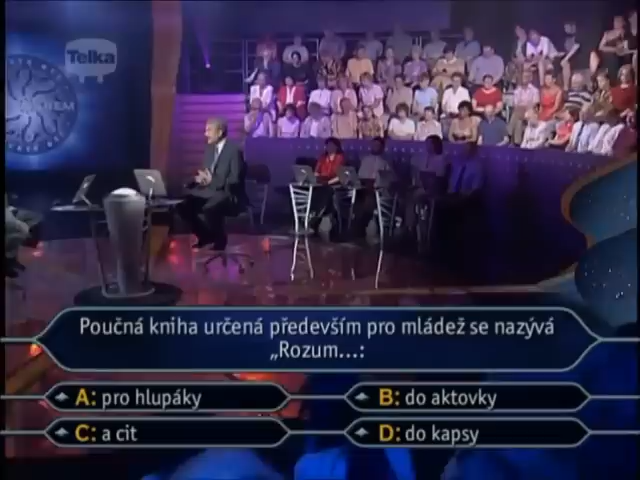 Telka
Poučná kniha určená především pro mládež se nazývá
„Rozum...:
A: pro hlupáky
B: do aktovky
C: a cit
D: do kapsy